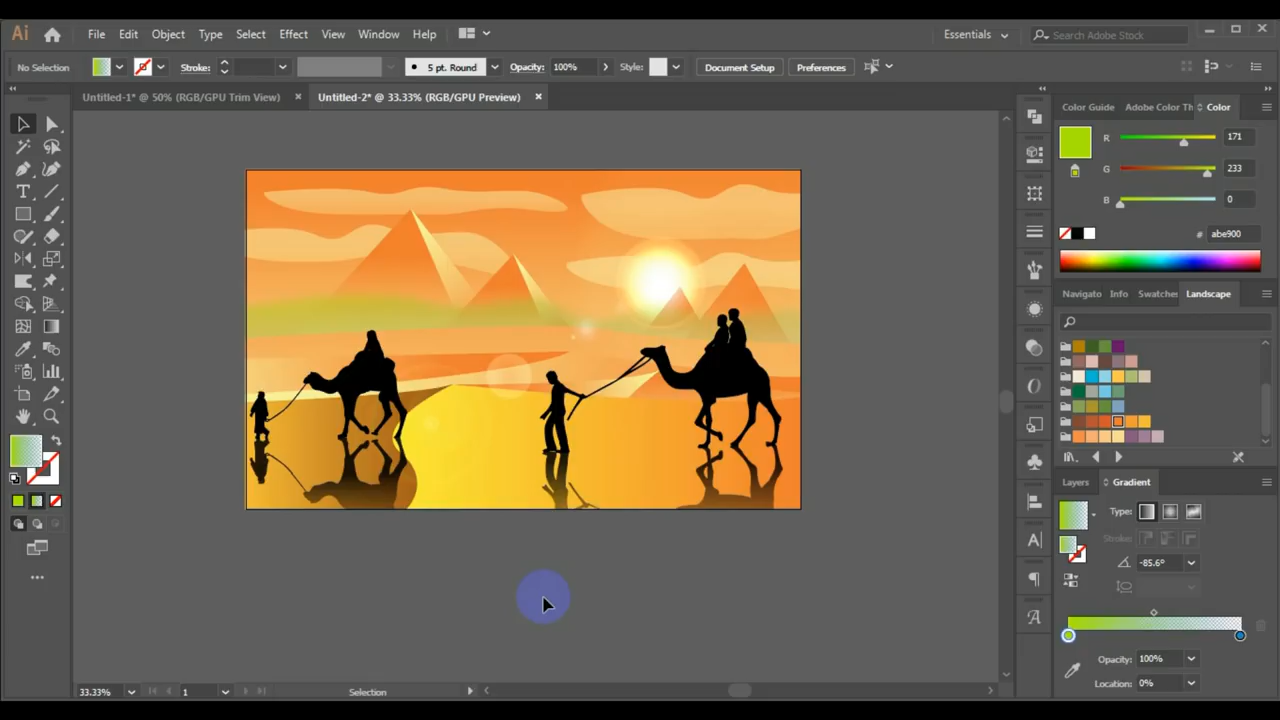 Ai File Edit Object Type Select Effect View Window Help Essentials Search Adobe Stock
No Selection Stroke: 5 pt. Round Opacity: 100% Style: Document Setup Preferences
Untitled-1* @ 50% (RGB/GPU Trim View) × Untitled-2* @ 33.33% (RGB/GPU Preview) ×
Color Guide Adobe Color Th Color
R 171
G 233
B 0
# abe900
Navigato Info Swatche Landscape
Layers Gradient
Type:
Stroke:
-85.6°
Opacity: 100%
Location: 0%
33.33% 1 Selection